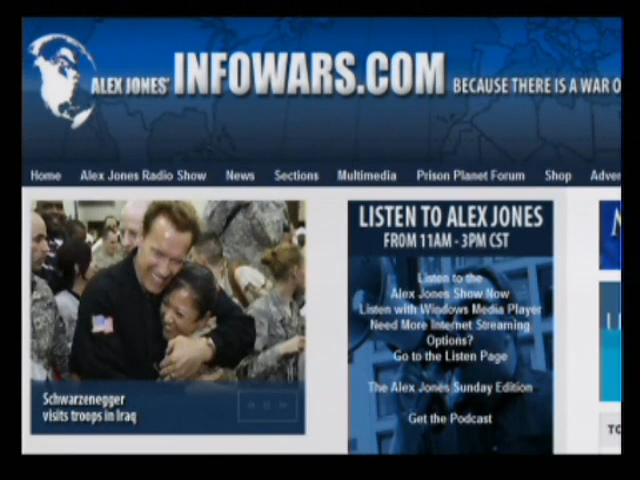 ALEX JONES' INFOWARS.COM BECAUSE THERE IS A WAR O
Home Alex Jones Radio Show News Sections Multimedia Prison Planet Forum Shop Adver
LISTEN TO ALEX JONES
FROM 11AM - 3PM CST
Listen to the
Alex Jones Show Now
Listen with Windows Media Player
Need More Internet Streaming
Options?
Go to the Listen Page
The Alex Jones Sunday Edition
Get the Podcast
Schwarzenegger
visits troops in Iraq
TO